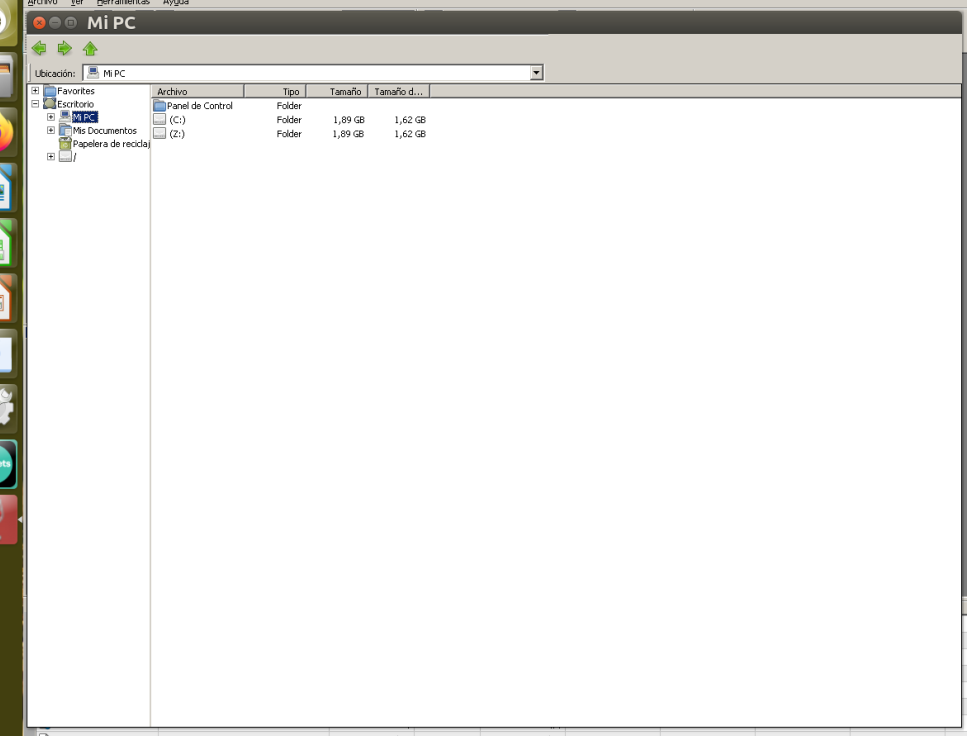 Archivo Ver Herramientas Ayuda
Mi PC
Ubicación: Mi PC
Favorites
Escritorio
Mi PC
Mis Documentos
Papelera de reciclaj
/
Archivo Tipo Tamaño Tamaño d...
Panel de Control Folder
(C:) Folder 1,89 GB 1,62 GB
(Z:) Folder 1,89 GB 1,62 GB
ets